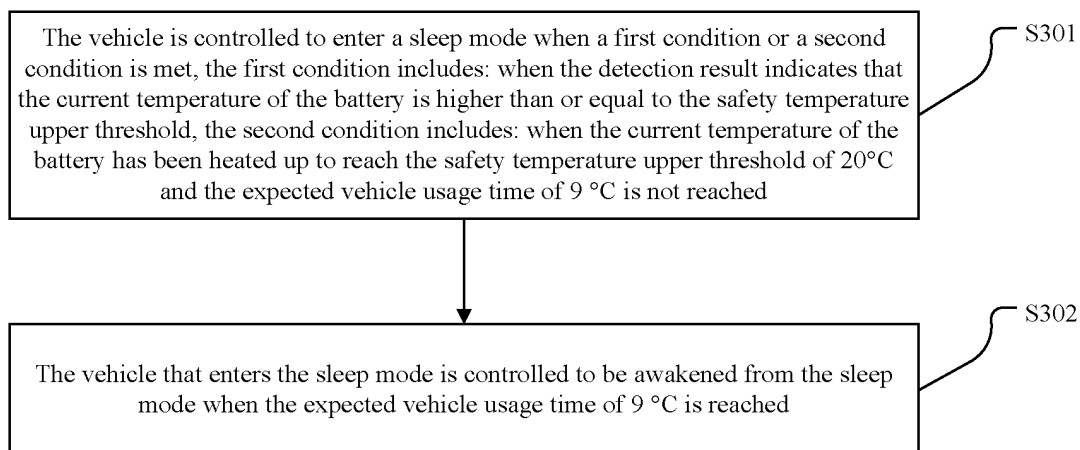 The vehicle is controlled to enter a sleep mode when a first condition or a second
condition is met, the first condition includes: when the detection result indicates that
the current temperature of the battery is higher than or equal to the safety temperature
upper threshold, the second condition includes: when the current temperature of the
battery has been heated up to reach the safety temperature upper threshold of 20°C
and the expected vehicle usage time of 9 °C is not reached
S301
The vehicle that enters the sleep mode is controlled to be awakened from the sleep
mode when the expected vehicle usage time of 9 °C is reached
S302